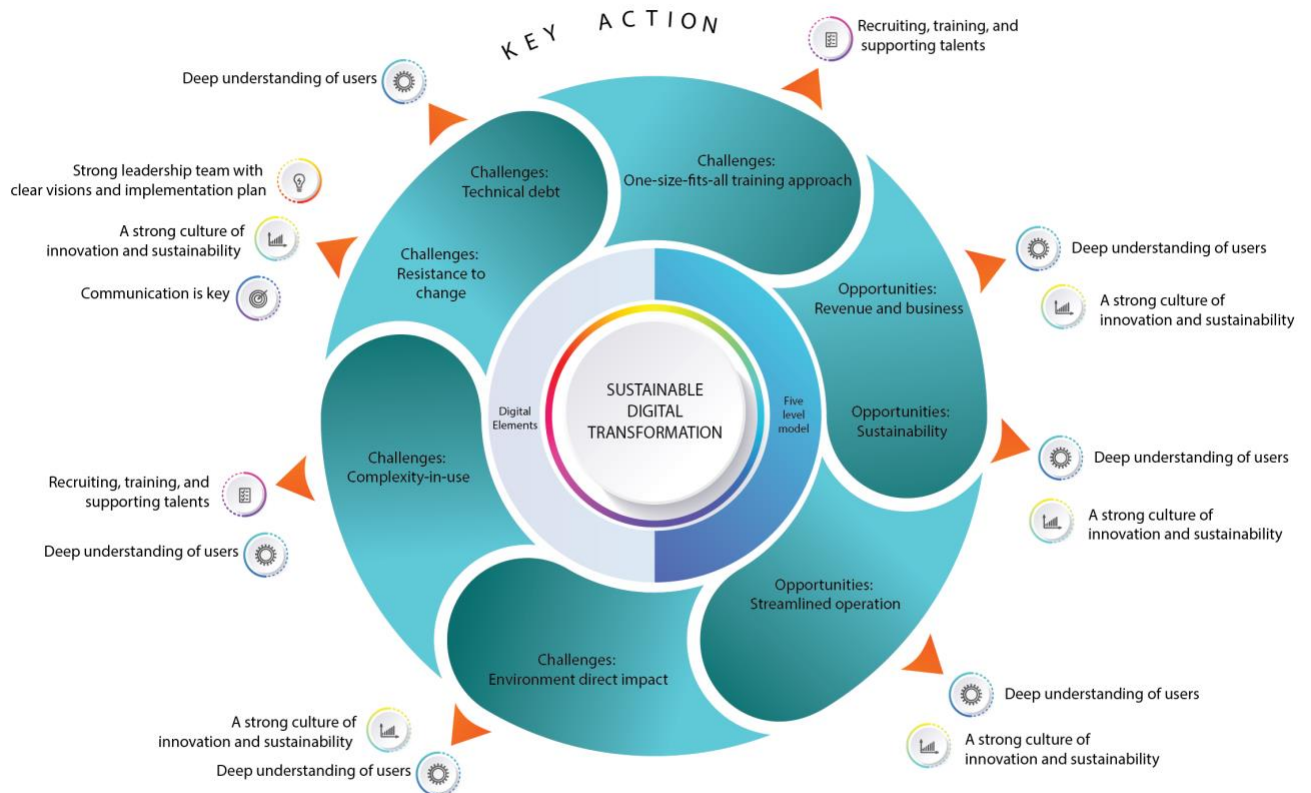 KEY ACTION
Recruiting, training, and
supporting talents
Deep understanding of users
Strong leadership team with
clear visions and implementation plan
A strong culture of
innovation and sustainability
Communication is key
Challenges:
Technical debt
Challenges:
Resistance to
change
Challenges:
One-size-fits-all training approach
Opportunities:
Revenue and business
Opportunities:
Sustainability
Deep understanding of users
A strong culture of
innovation and sustainability
Deep understanding of users
A strong culture of
innovation and sustainability
Digital
Elements
SUSTAINABLE
DIGITAL
TRANSFORMATION
Five
level
model
Challenges:
Complexity-in-use
Recruiting, training, and
supporting talents
Deep understanding of users
Opportunities:
Streamlined operation
Challenges:
Environment direct impact
A strong culture of
innovation and sustainability
Deep understanding of users
Deep understanding of users
A strong culture of
innovation and sustainability